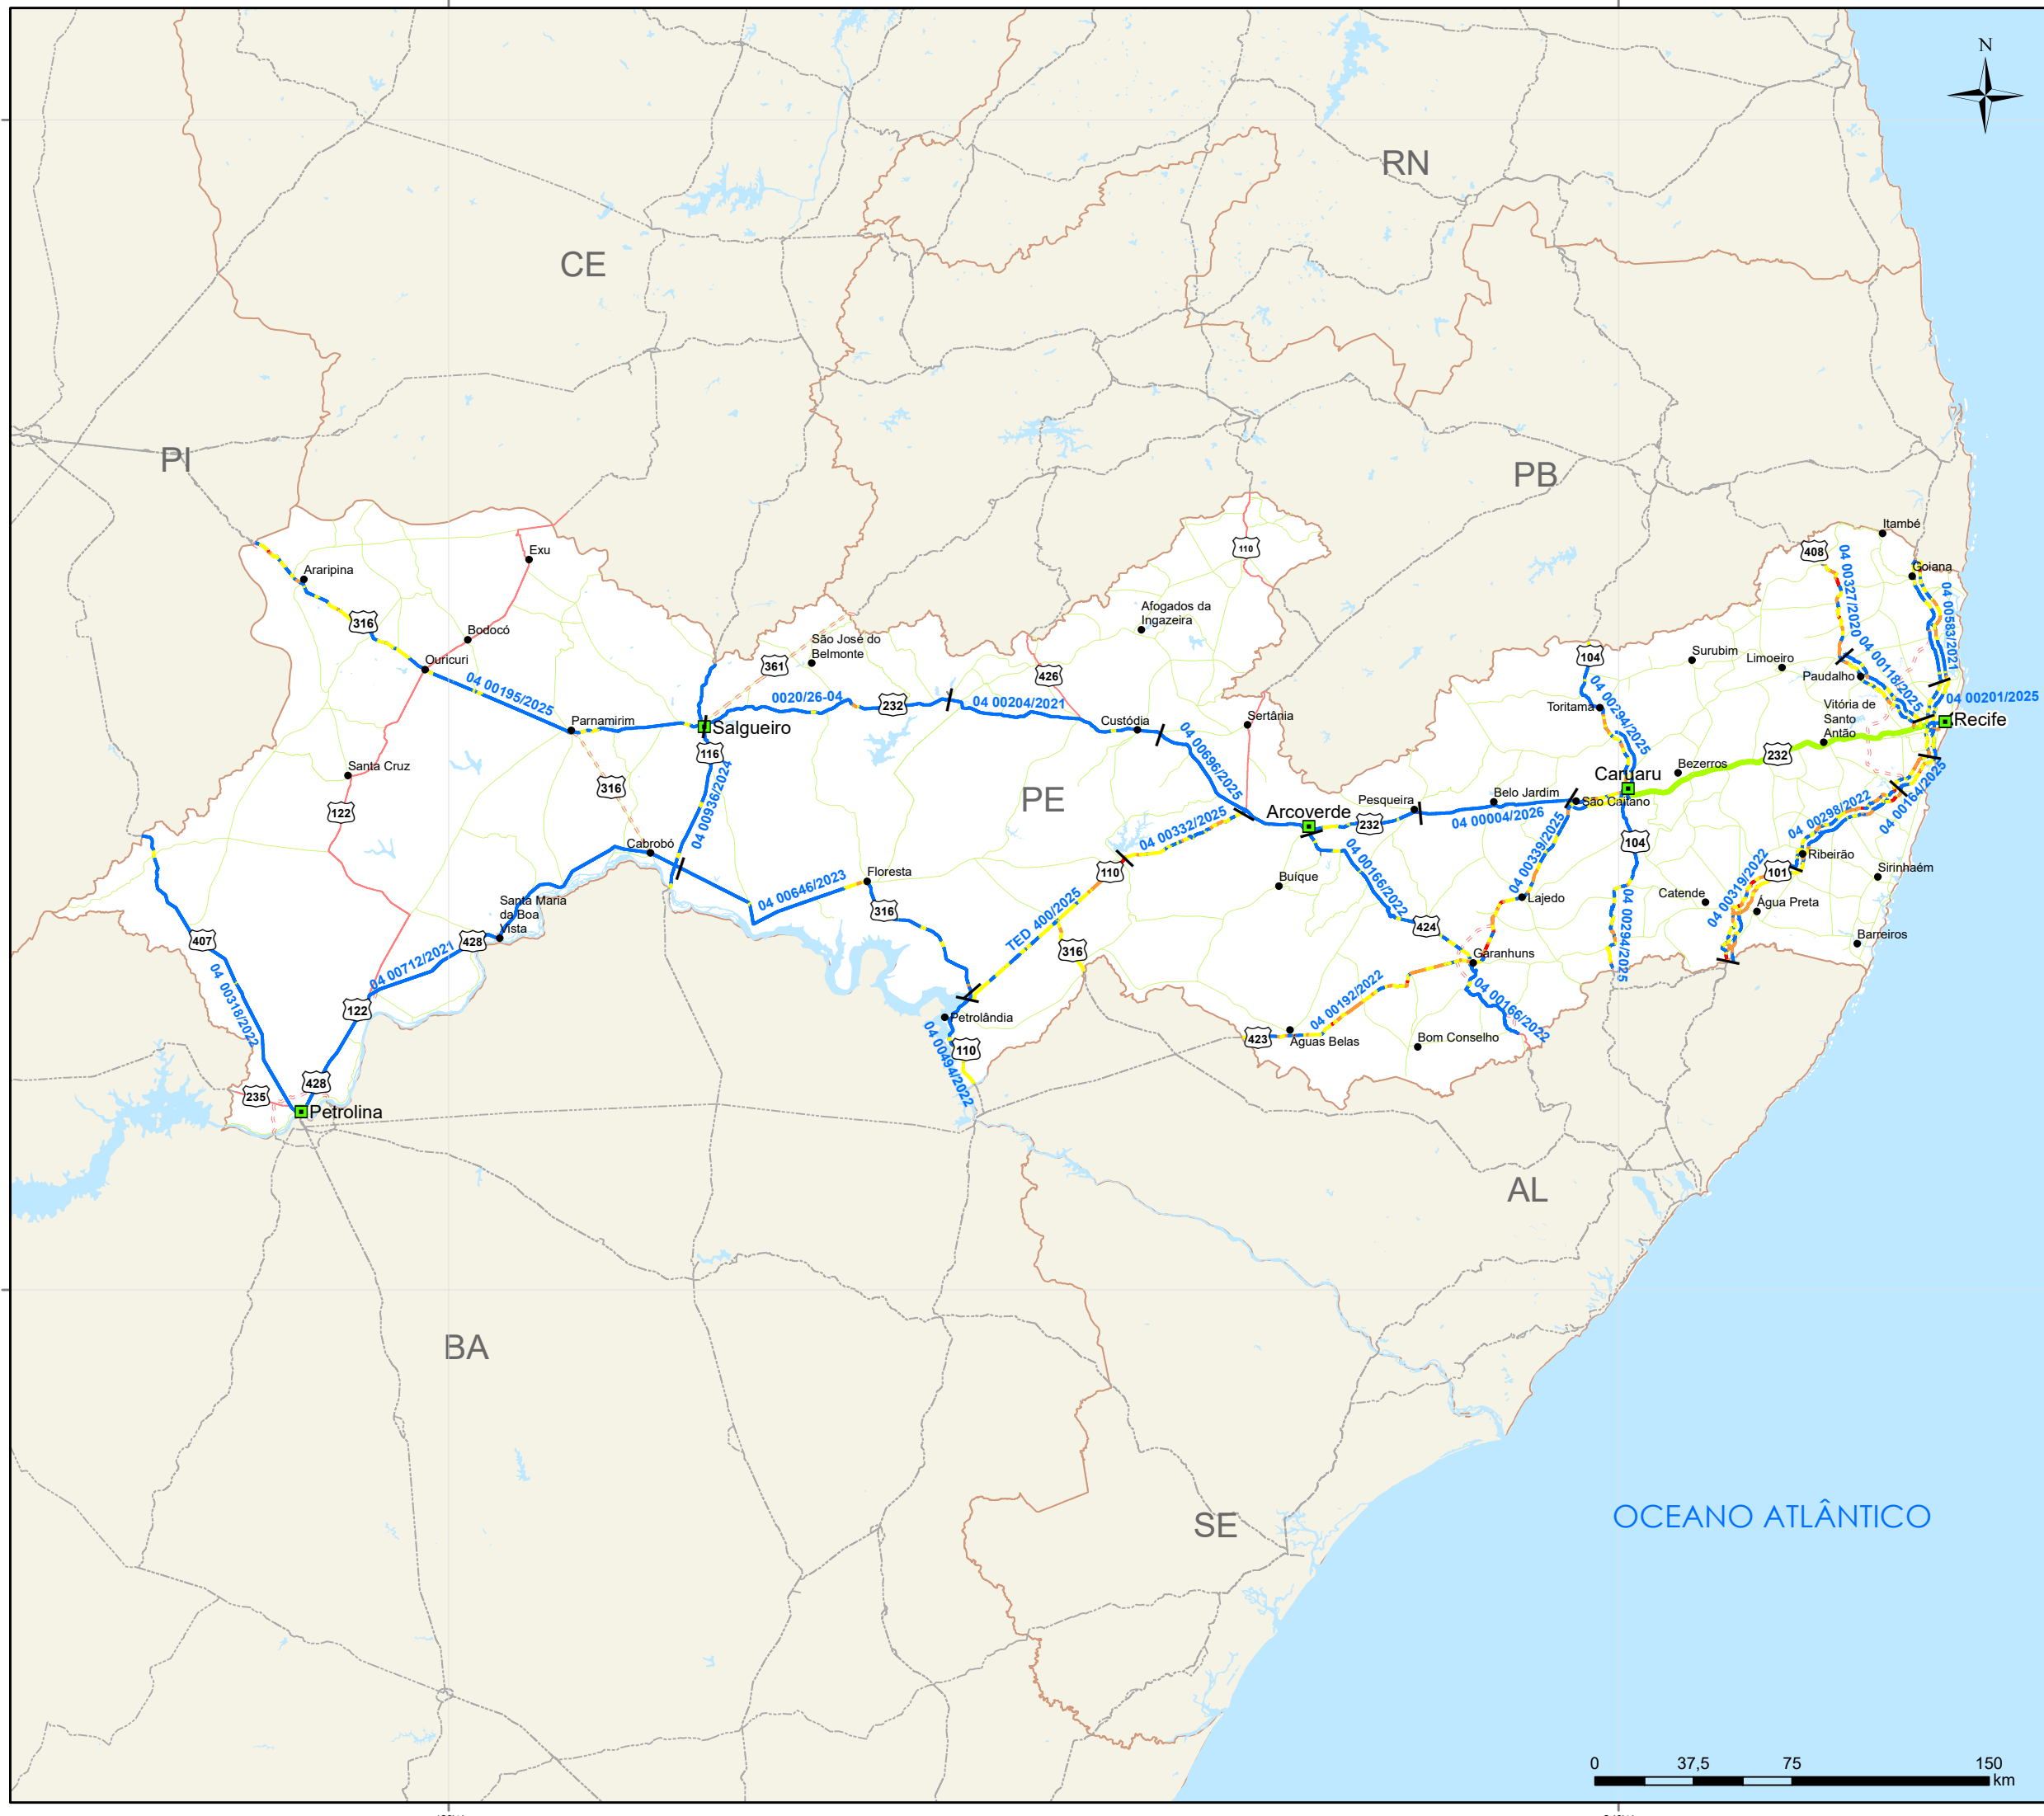 N
RN
CE
PI
PB
Itambé
408
110
Exu
Goiana
Araripina
04 00327/2020
04 00583/2021
Afogados da
Ingazeira
316
Bodocó
São José do
Belmonte
104
Surubim
Limoeiro
04 00118/2025
Ouricuri
361
426
Paudalho
04 00195/2025
0020/26-04
232
04 00204/2021
04 00294/2025
Toritama
04 00201/2025
Vitória de
Santo
Antão
Recife
Parnamirim
Salgueiro
Custódia
Sertânia
04 00696/2025
116
232
Bezerros
Santa Cruz
316
04 00936/2024
PE
Caruaru
04 00164/2025
122
Arcoverde
Pesqueira
Belo Jardim
São Caitano
232
04 00004/2026
04 00298/2022
04 00332/2025
104
Cabrobó
04 00339/2025
Ribeirão
110
101
Floresta
04 00646/2023
04 00166/2022
Buíque
Sirinhaém
04 00319/2022
Santa Maria
da Boa
Vista
316
TED 400/2025
Lajedo
Catende
Água Preta
424
04 00294/2025
407
428
316
Barreiros
04 00712/2021
Garanhuns
04 00318/2022
04 00192/2022
04 00166/2022
122
Petrolândia
04 00494/2022
423
Águas Belas
Bom Conselho
110
428
235
Petrolina
AL
BA
SE
OCEANO ATLÂNTICO
0
37,5
75
150
km